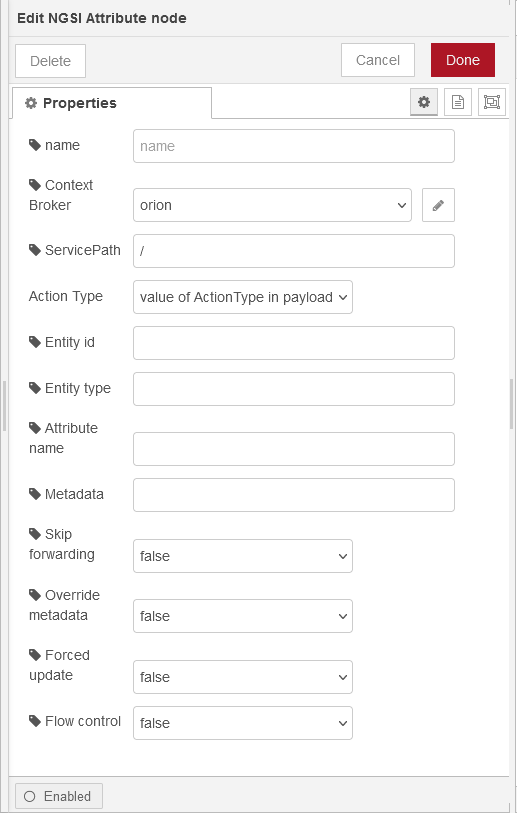 Edit NGSI Attribute node
Delete
Cancel
Done
Properties
name
name
Context
Broker
orion
ServicePath
/
Action Type
value of ActionType in payload
Entity id
Entity type
Attribute
name
Metadata
Skip
forwarding
false
Override
metadata
false
Forced
update
false
Flow control
false
Enabled